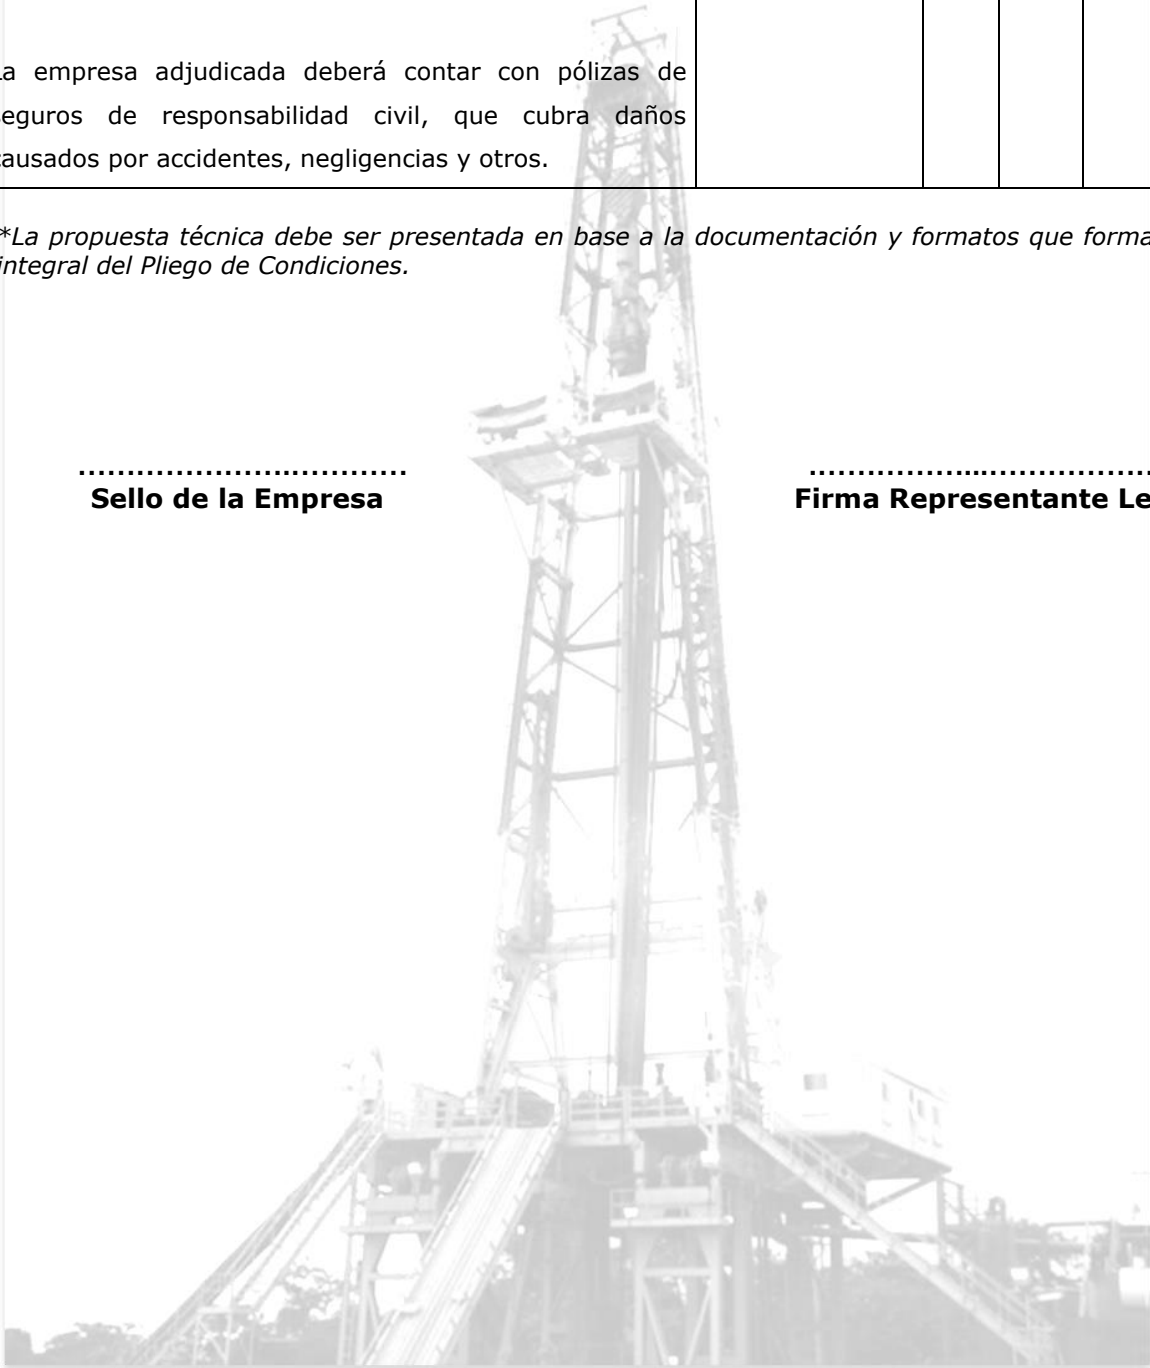 La empresa adjudicada deberá contar con pólizas de
seguros de responsabilidad civil, que cubra daños
causados por accidentes, negligencias y otros.
*La propuesta técnica debe ser presentada en base a la documentación y formatos que forma
integral del Pliego de Condiciones.
Sello de la Empresa
Firma Representante Le